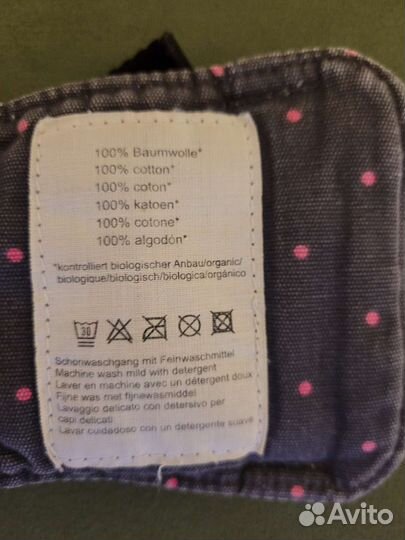 100% Baumwolle*
100% cotton*
100% coton*
100% katoen*
100% cotone*
100% algodón*
*kontrolliert biologischer Anbau/organic/
biologique/biologisch/biologica/orgánico
30
Schonwaschgang mit Feinwaschmittel
Machine wash mild with detergent
Laver en machine avec un détergent doux
Fijne was met fijnewasmiddel
Lavaggio delicato con detersivo per
capi delicati
Lavar cuidadoso con un detergente suave
Avito